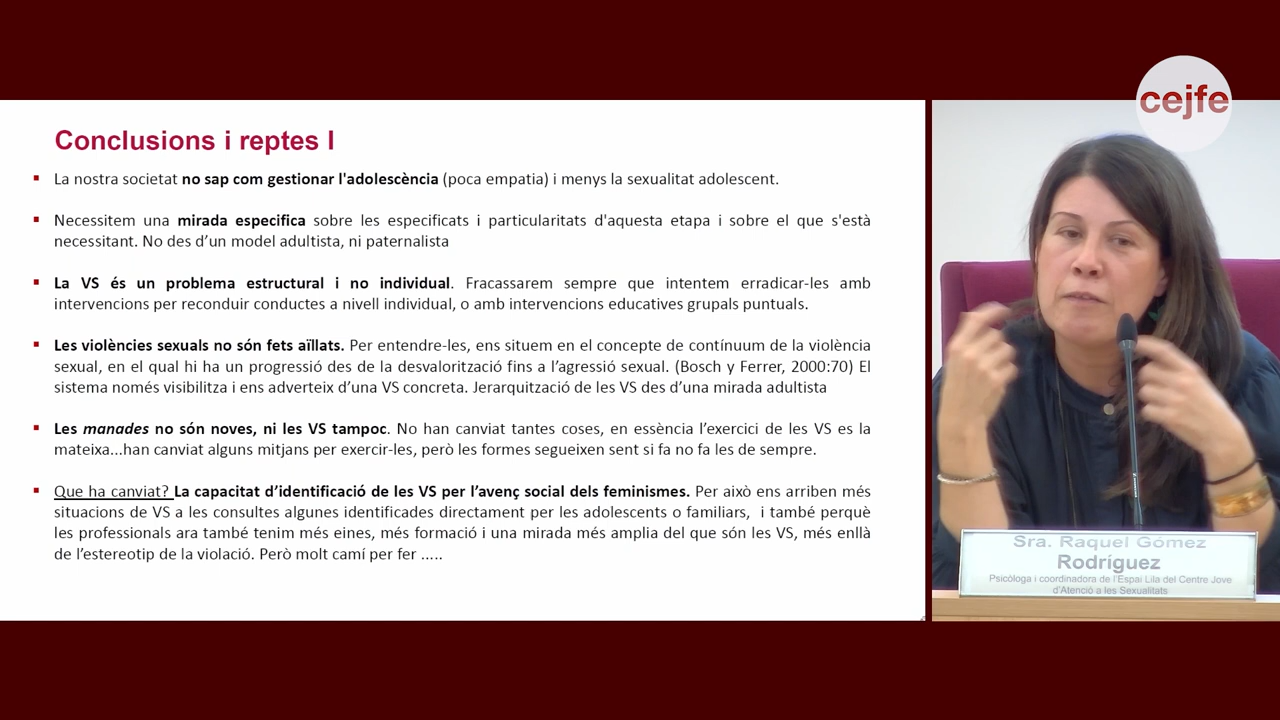 cejfe
Conclusions i reptes I
La nostra societat no sap com gestionar l'adolescència (poca empatia) i menys la sexualitat adolescent.
Necessitem una mirada especifica sobre les especificats i particularitats d'aquesta etapa i sobre el que s'està
necessitant. No des d’un model adultista, ni paternalista
La VS és un problema estructural i no individual. Fracassarem sempre que intentem erradicar-les amb
intervencions per reconduir conductes a nivell individual, o amb intervencions educatives grupals puntuals.
Les violències sexuals no són fets aïllats. Per entendre-les, ens situem en el concepte de contínuum de la violència
sexual, en el qual hi ha un progressió des de la desvalorització fins a l’agressió sexual. (Bosch y Ferrer, 2000:70) El
sistema només visibilitza i ens adverteix d’una VS concreta. Jerarquització de les VS des d’una mirada adultista
Les manades no són noves, ni les VS tampoc. No han canviat tantes coses, en essència l’exercici de les VS es la
mateixa...han canviat alguns mitjans per exercir-les, però les formes segueixen sent si fa no fa les de sempre.
Que ha canviat? La capacitat d’identificació de les VS per l’avenç social dels feminismes. Per això ens arriben més
situacions de VS a les consultes algunes identificades directament per les adolescents o familiars, i també perquè
les professionals ara també tenim més eines, més formació i una mirada més amplia del que són les VS, més enllà
de l’estereotip de la violació. Però molt camí per fer .....
Sra. Raquel Gómez
Rodríguez
Psicòloga i coordinadora de l’Espai Lila del Centre Jove
d’Atenció a les Sexualitats